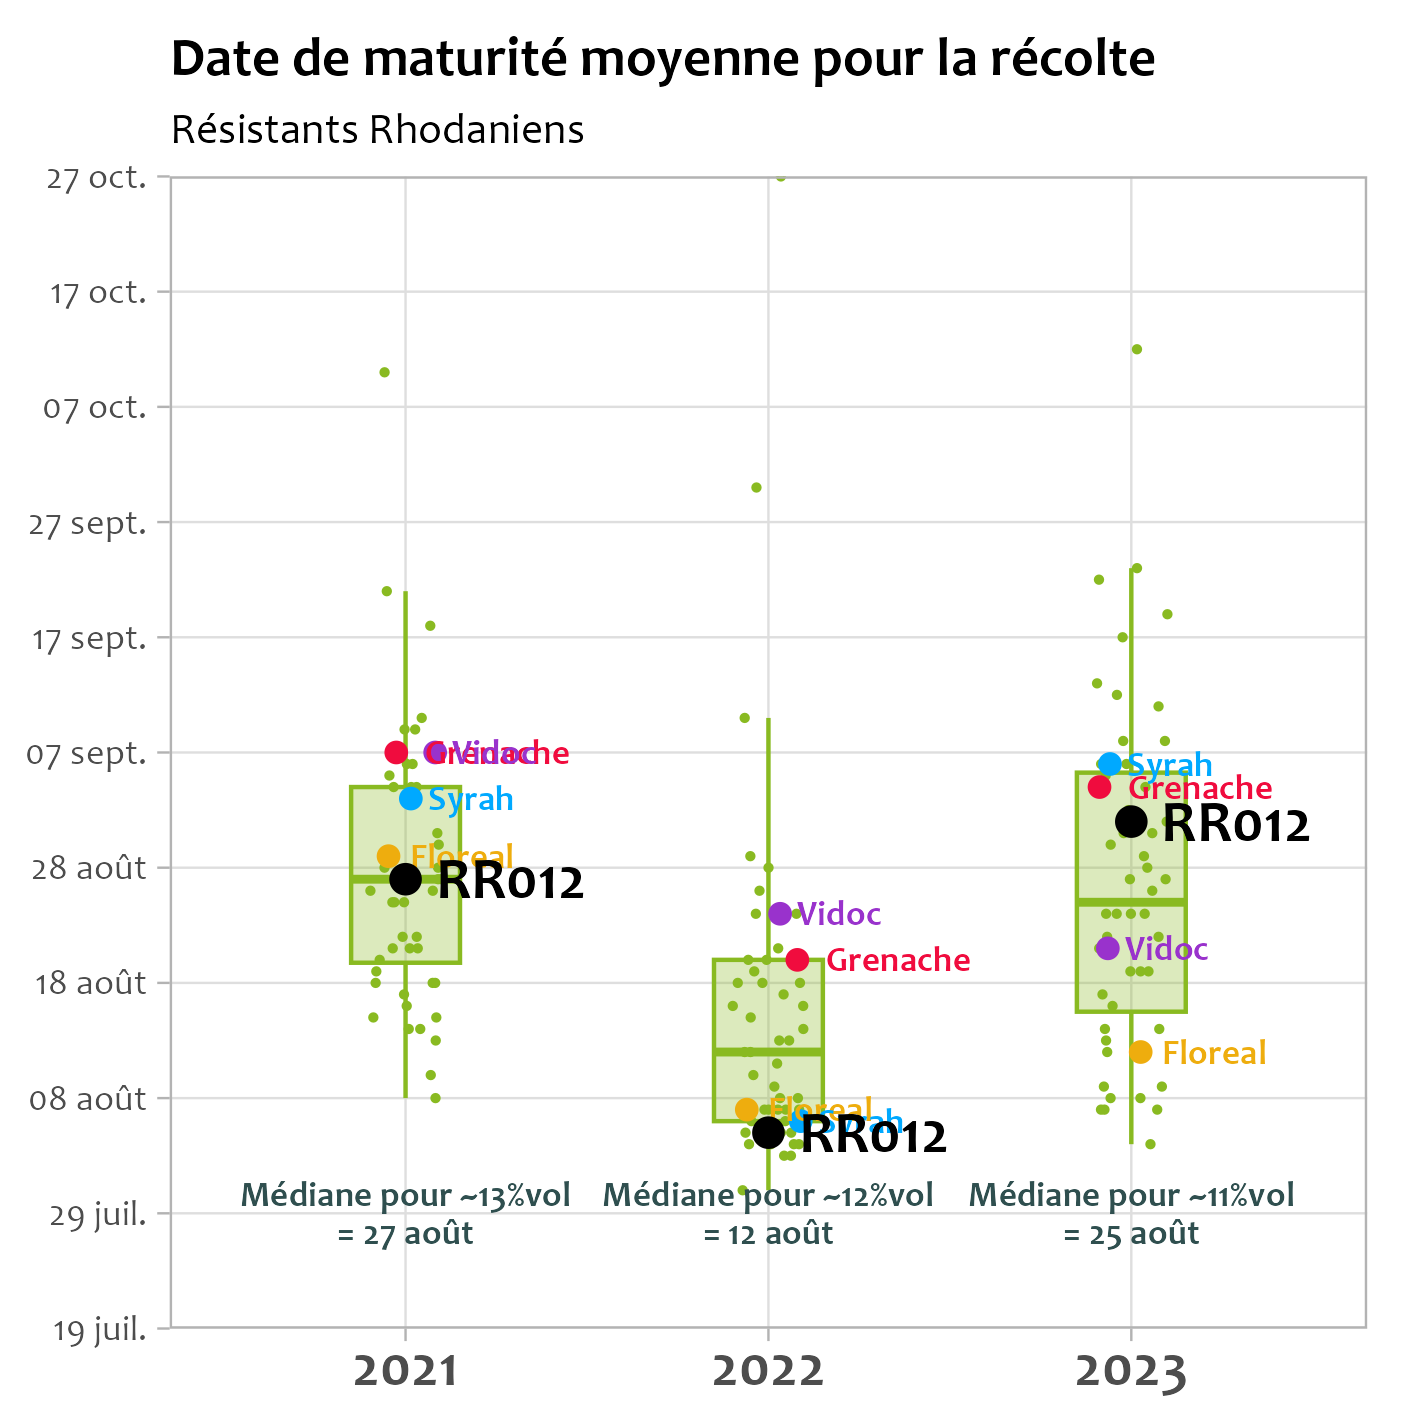 Date de maturité moyenne pour la récolte
Résistants Rhodaniens
27 oct.
17 oct.
07 oct.
27 sept.
17 sept.
07 sept.
28 août
18 août
08 août
29 juil.
19 juil.
Grenache
Vidoc
Syrah
Floreal
RR012
Médiane pour ~13%vol
= 27 août
Vidoc
Grenache
Floreal
Syrah
RR012
Médiane pour ~12%vol
= 12 août
Syrah
Grenache
RR012
Vidoc
Floreal
Médiane pour ~11%vol
= 25 août
2021
2022
2023